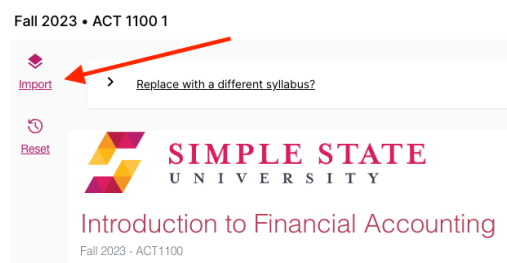 Fall 2023 • ACT 1100 1
Import
Replace with a different syllabus?
Reset
SIMPLE STATE
UNIVERSITY
Introduction to Financial Accounting
Fall 2023 - ACT1100